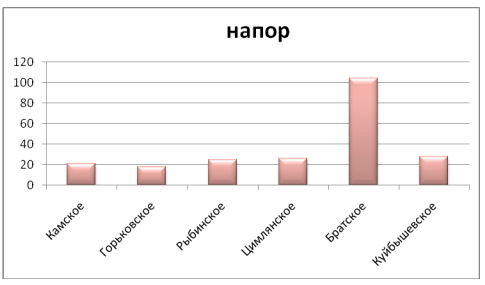 напор
120
100
80
60
40
20
0
Камское
Горьковское
Рыбинское
Цимлянское
Братское
Куйбышевское